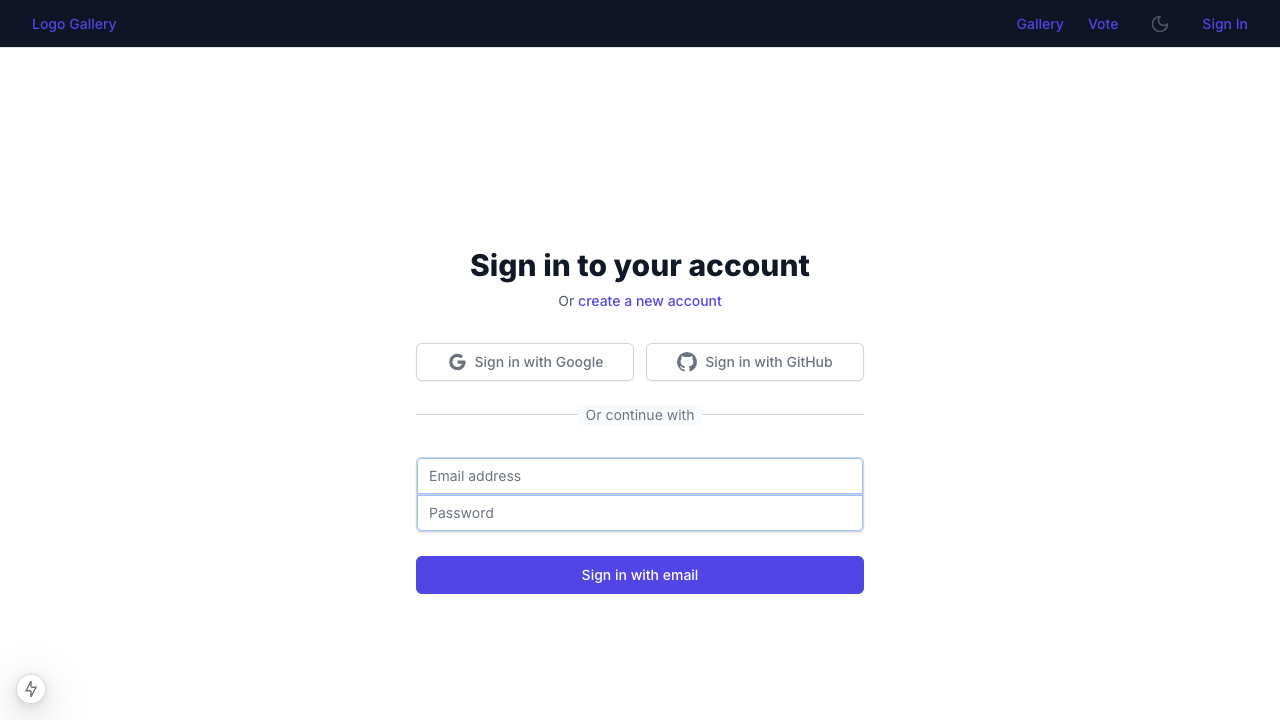 Logo Gallery
Gallery
Vote
Sign In
Sign in to your account
Or create a new account
Sign in with Google
Sign in with GitHub
Or continue with
Email address
Password
Sign in with email